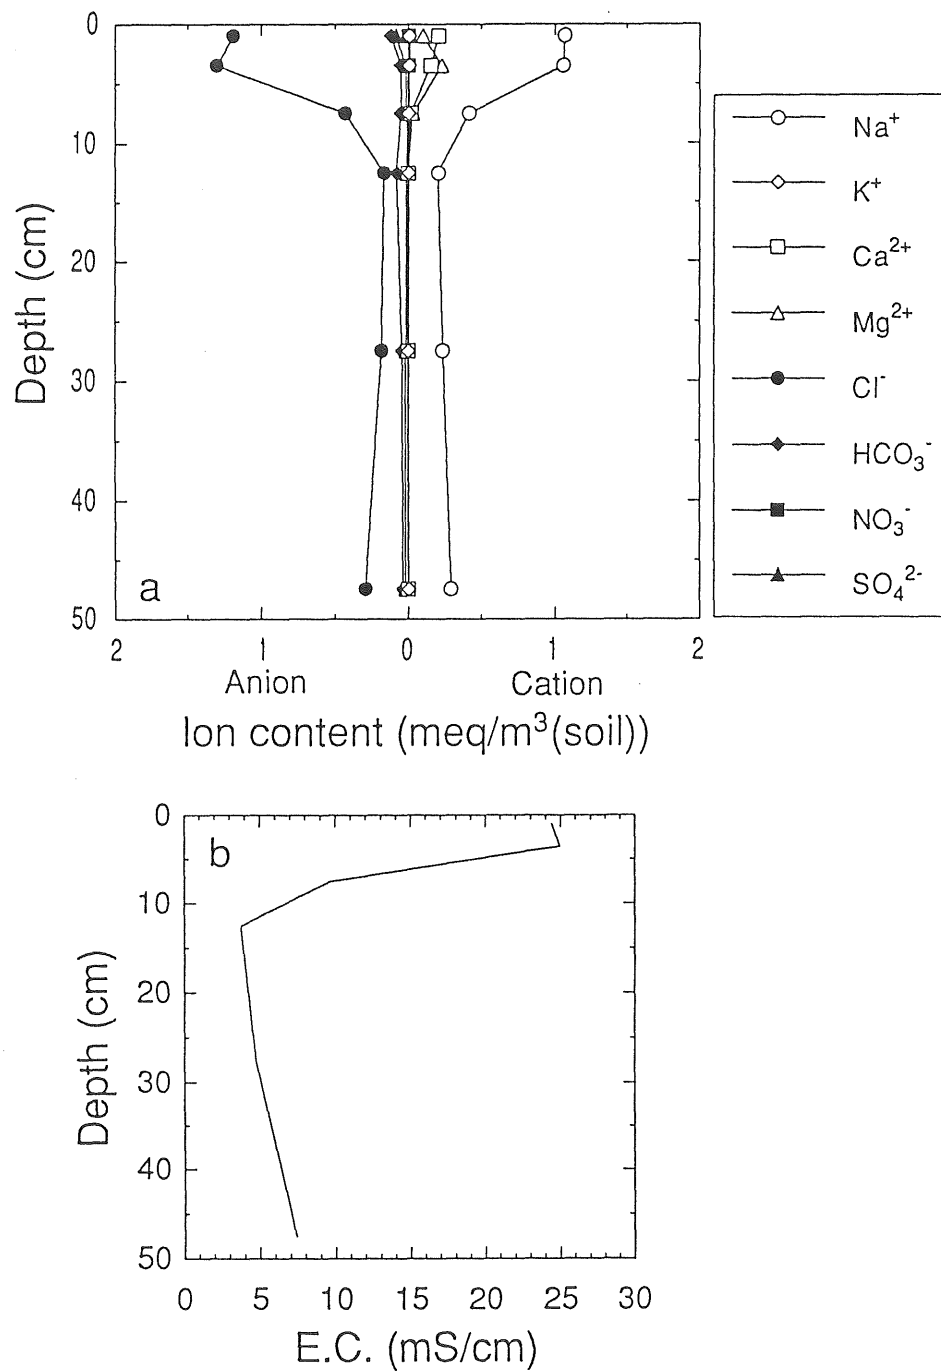 0
10
20
30
40
50
Depth (cm)
a
2
1
0
1
2
Anion
Cation
Ion content (meq/m³(soil))
Na⁺
K⁺
Ca²⁺
Mg²⁺
Cl⁻
HCO₃⁻
NO₃⁻
SO₄²⁻
0
10
20
30
40
50
Depth (cm)
b
0
5
10
15
20
25
30
E.C. (mS/cm)